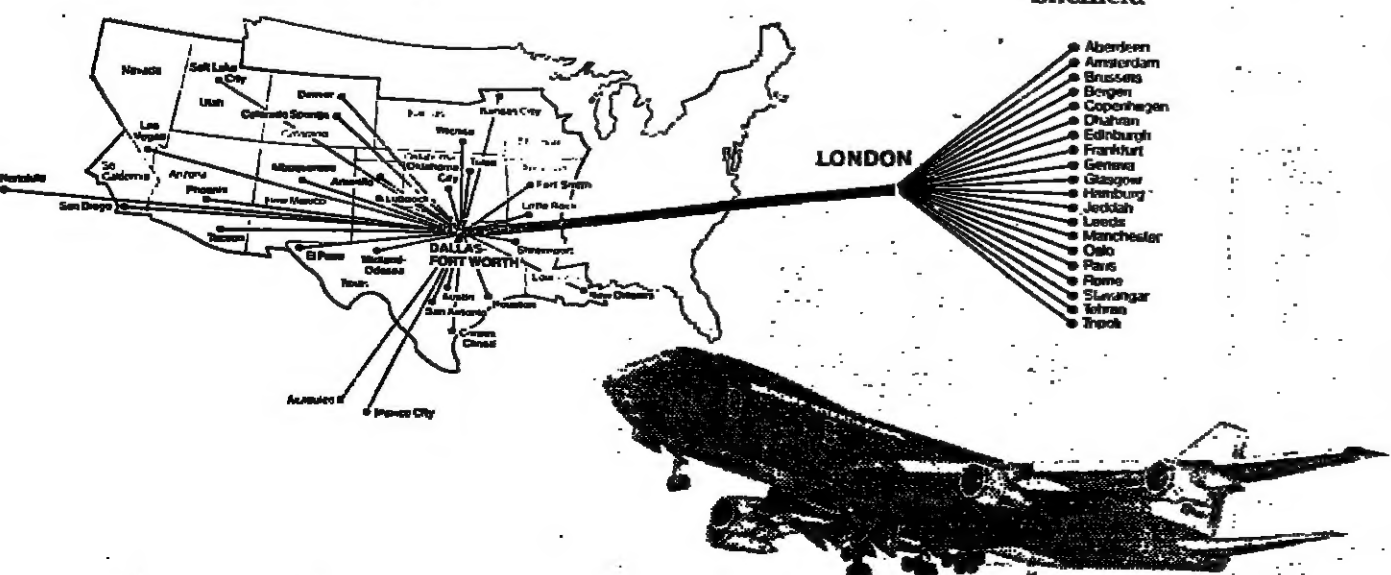 Aberdeen
Amsterdam
Brussels
Bergen
Copenhagen
Dhahran
Edinburgh
Frankfurt
Geneva
Glasgow
Hamburg
Jeddah
Leeds
Manchester
Oslo
Paris
Rome
Stavangar
Tehran
Tripoli
LONDON
Nevada
Salt Lake
City
Utah
Denver
Colorado Springs
Kansas City
Wichita
Las
Vegas
So
California
Arizona
Phoenix
Albuquerque
New Mexico
Amarillo
Lubbock
Oklahoma
City
Tulsa
Fort Smith
Little Rock
Honolulu
San Diego
Tucson
El Paso
Midland-
Odessa
DALLAS-
FORT WORTH
Shreveport
Texas
Austin
San Antonio
Houston
New Orleans
Corpus
Christi
Acapulco
Mexico City